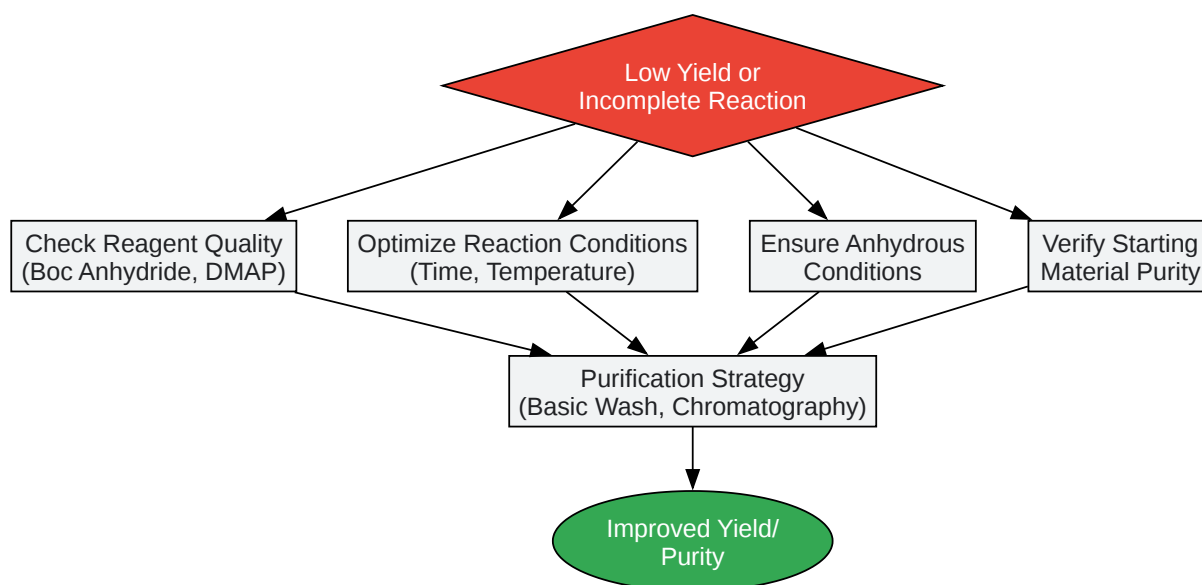 Low Yield or
Incomplete Reaction
Check Reagent Quality
(Boc Anhydride, DMAP)
Optimize Reaction Conditions
(Time, Temperature)
Ensure Anhydrous
Conditions
Verify Starting
Material Purity
Purification Strategy
(Basic Wash, Chromatography)
Improved Yield/
Purity